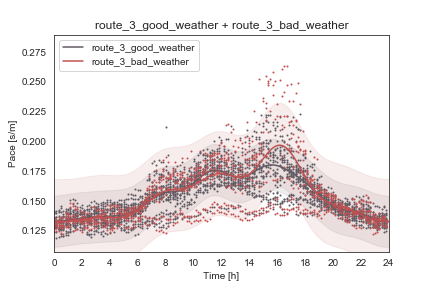 route_3_good_weather + route_3_bad_weather
route_3_good_weather
route_3_bad_weather
0.275
0.250
0.225
0.200
0.175
0.150
0.125
Pace [s/m]
0 2 4 6 8 10 12 14 16 18 20 22 24
Time [h]